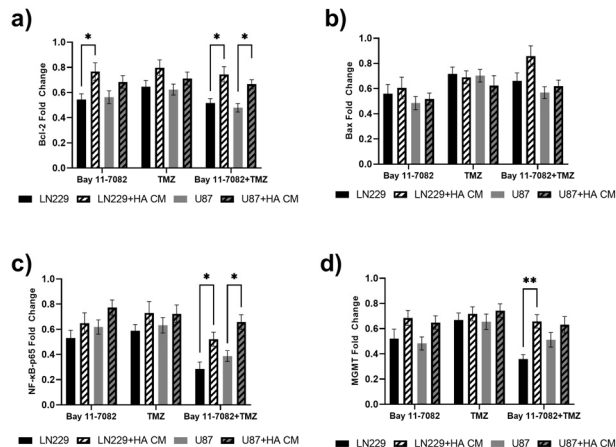 a)
*
*
*
Bcl-2 Fold Change
1.0
0.8
0.6
0.4
0.2
0.0
Bay 11-7082
TMZ
Bay 11-7082+TMZ
LN229
LN229+HA CM
U87
U87+HA CM
b)
Bax Fold Change
1.0
0.8
0.6
0.4
0.2
0.0
Bay 11-7082
TMZ
Bay 11-7082+TMZ
LN229
LN229+HA CM
U87
U87+HA CM
c)
*
*
NF-κB-p65 Fold Change
1.0
0.8
0.6
0.4
0.2
0.0
Bay 11-7082
TMZ
Bay 11-7082+TMZ
LN229
LN229+HA CM
U87
U87+HA CM
d)
**
MGMT Fold Change
1.0
0.8
0.6
0.4
0.2
0.0
Bay 11-7082
TMZ
Bay 11-7082+TMZ
LN229
LN229+HA CM
U87
U87+HA CM